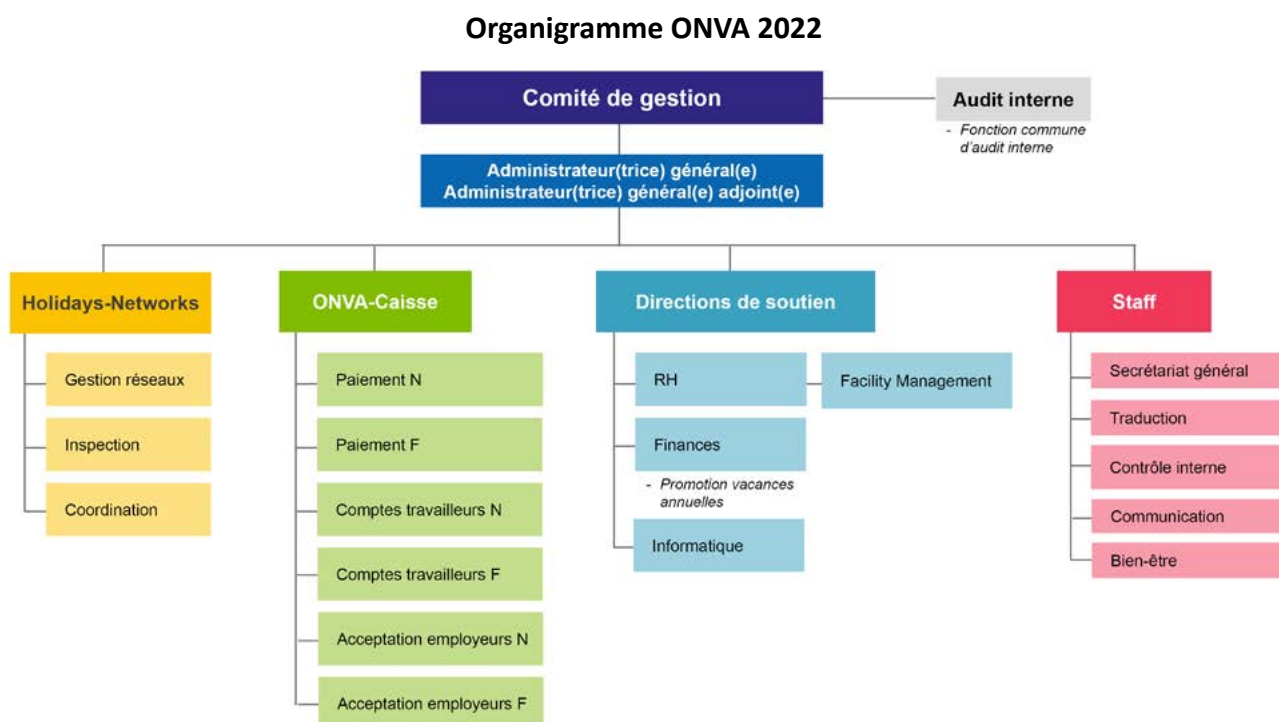 Organigramme ONVA 2022
Comité de gestion
Audit interne
- Fonction commune
d'audit interne
Administrateur(trice) général(e)
Administrateur(trice) général(e) adjoint(e)
Holidays-Networks
Gestion réseaux
Inspection
Coordination
ONVA-Caisse
Paiement N
Paiement F
Comptes travailleurs N
Comptes travailleurs F
Acceptation employeurs N
Acceptation employeurs F
Directions de soutien
RH
Facility Management
Finances
- Promotion vacances
annuelles
Informatique
Staff
Secrétariat général
Traduction
Contrôle interne
Communication
Bien-être